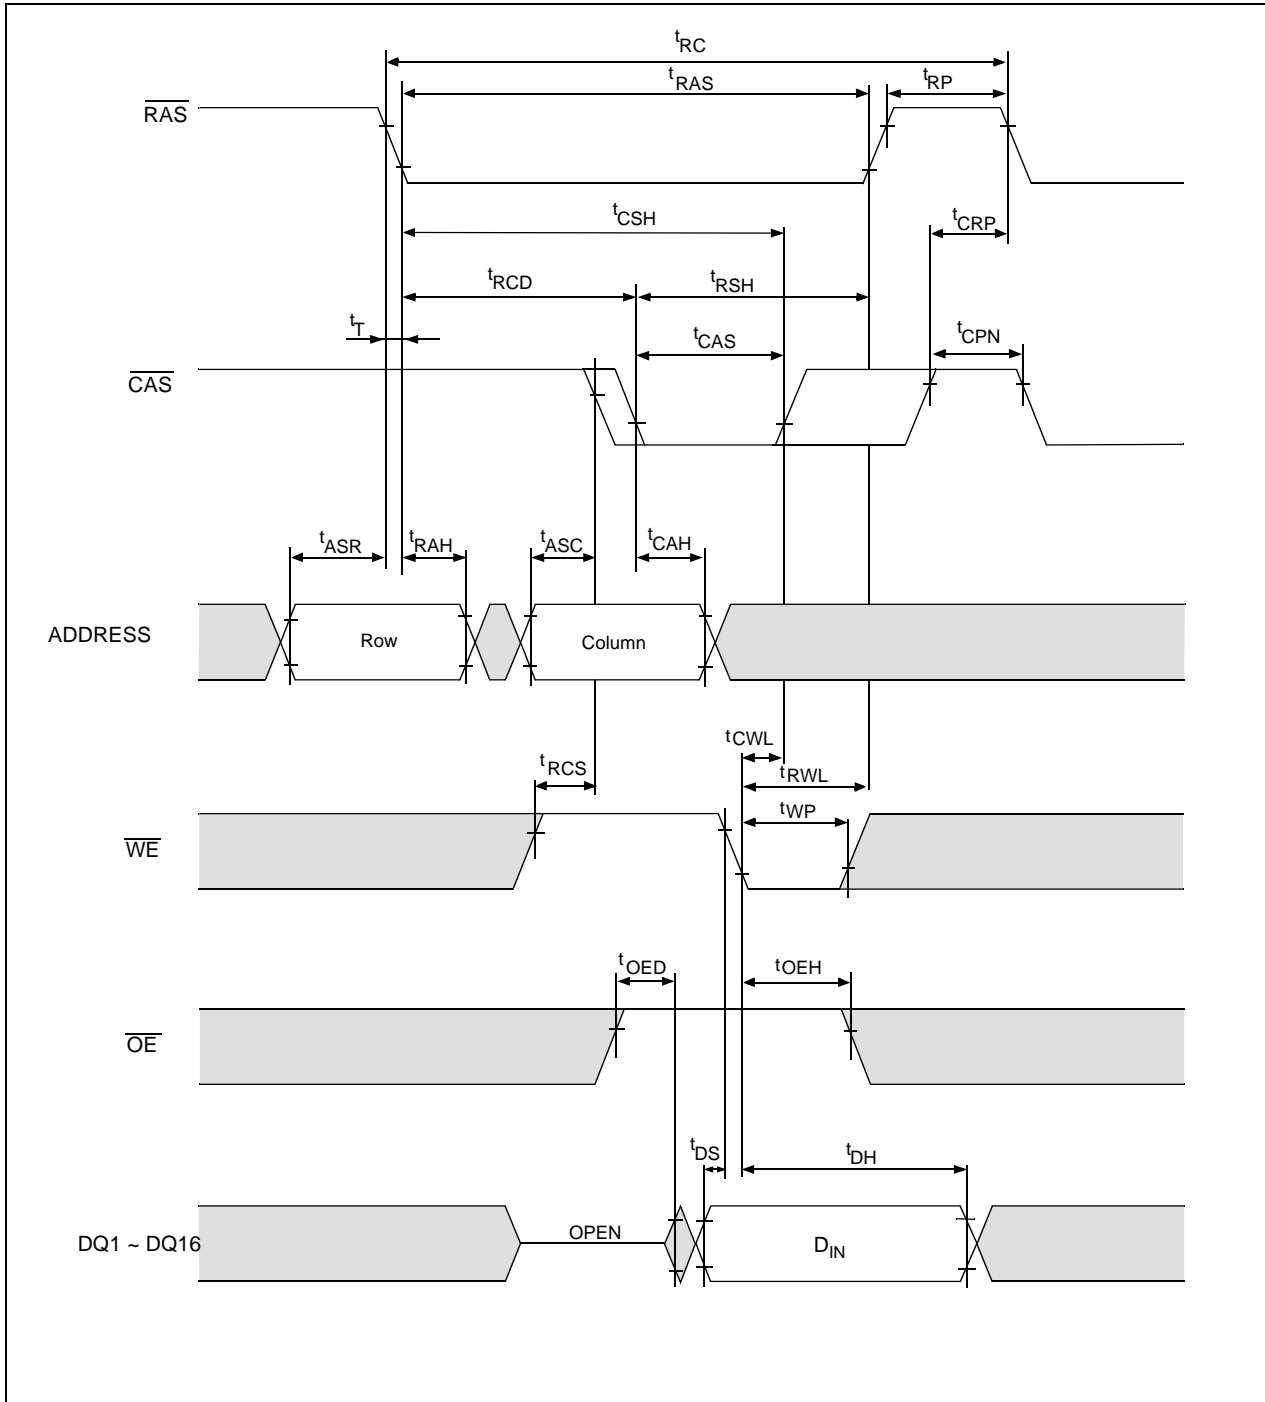 tRC
tRAS
tRP
RAS
tCSH
tCRP
tRCD
tRSH
tT
tCAS
tCPN
CAS
tASR
tRAH
tASC
tCAH
ADDRESS
Row
Column
tCWL
tRCS
tRWL
tWP
WE
tOED
tOEH
OE
tDS
tDH
DQ1 ~ DQ16
OPEN
DIN